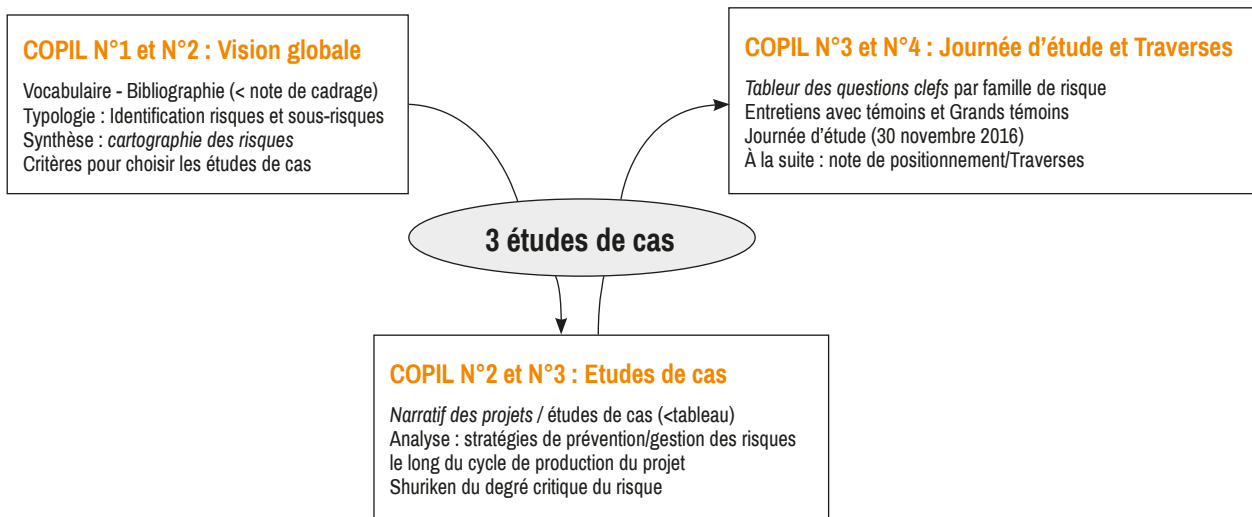 COPIL N°1 et N°2 : Vision globale
Vocabulaire - Bibliographie (< note de cadrage)
Typologie : Identification risques et sous-risques
Synthèse : cartographie des risques
Critères pour choisir les études de cas
COPIL N°3 et N°4 : Journée d’étude et Traverses
Tableur des questions clefs par famille de risque
Entretiens avec témoins et Grands témoins
Journée d’étude (30 novembre 2016)
À la suite : note de positionnement/Traverses
3 études de cas
COPIL N°2 et N°3 : Etudes de cas
Narratif des projets / études de cas (<tableau)
Analyse : stratégies de prévention/gestion des risques
le long du cycle de production du projet
Shuriken du degré critique du risque